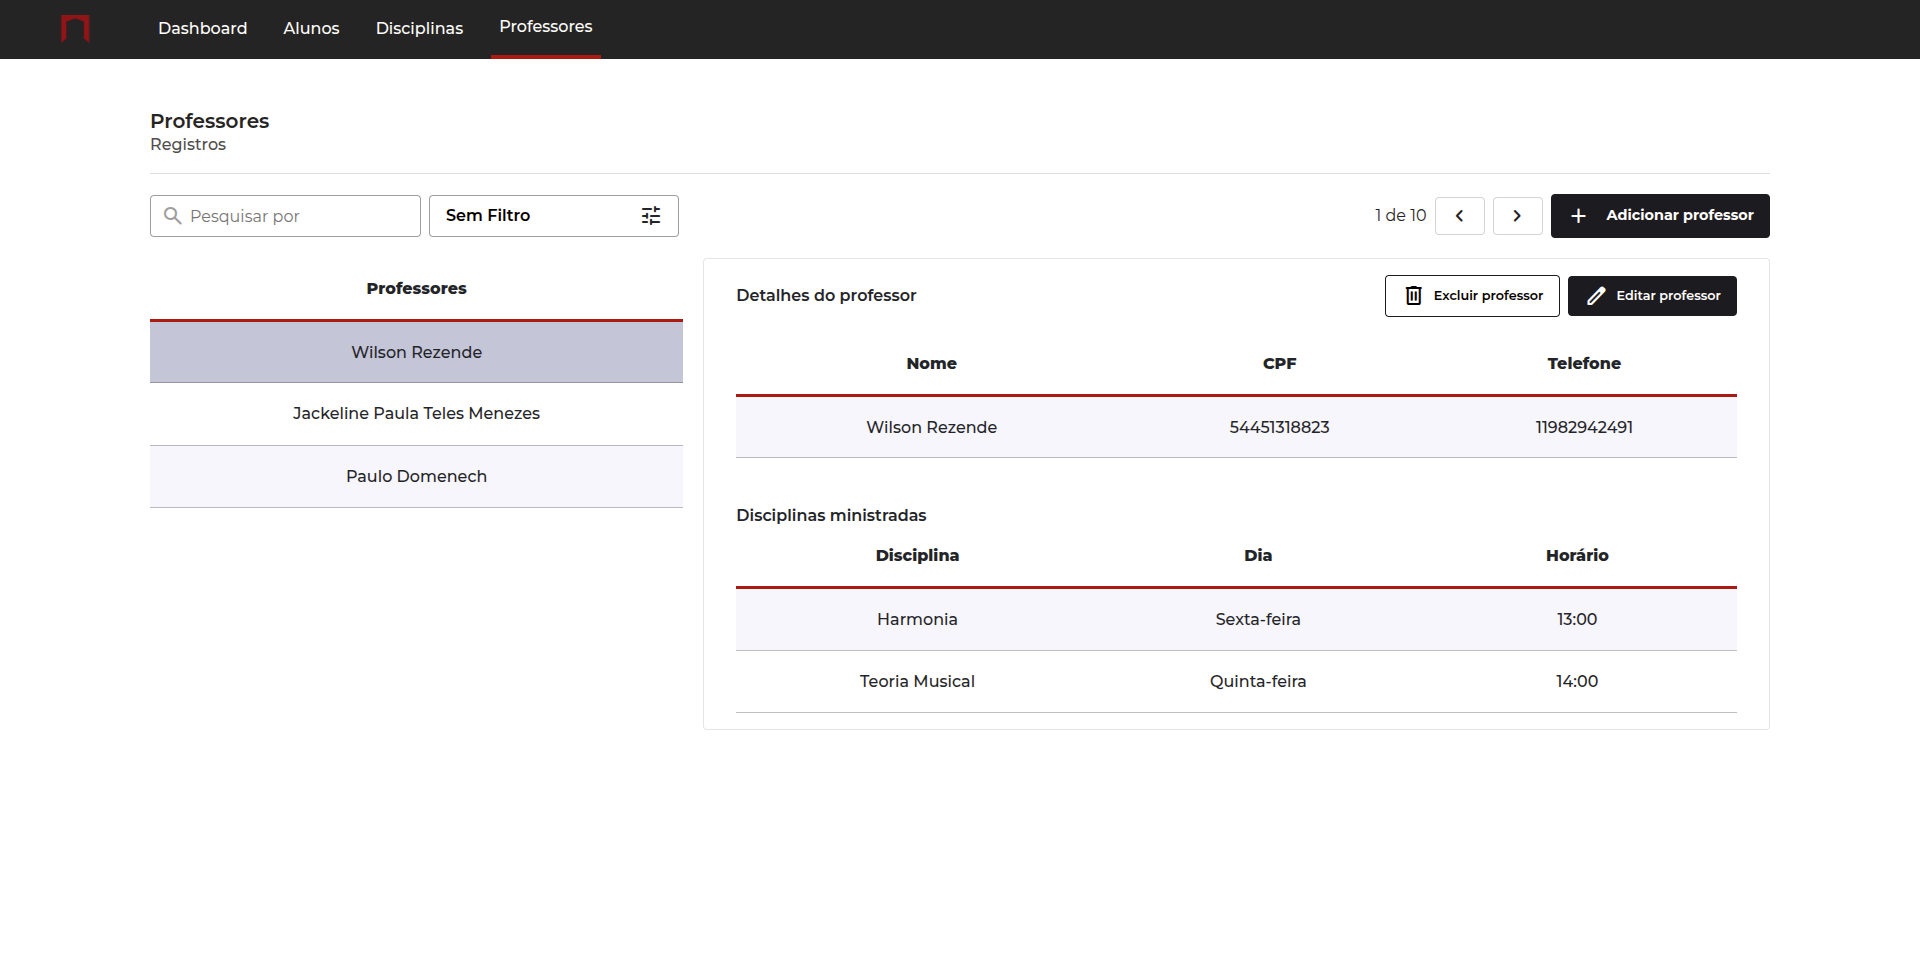 Dashboard Alunos Disciplinas Professores
Professores
Registros
Pesquisar por
Sem Filtro
1 de 10
Adicionar professor
Professores
Wilson Rezende
Jackeline Paula Teles Menezes
Paulo Domenech
Detalhes do professor
Excluir professor
Editar professor
Nome CPF Telefone
Wilson Rezende 54451318823 11982942491
Disciplinas ministradas
Disciplina Dia Horário
Harmonia Sexta-feira 13:00
Teoria Musical Quinta-feira 14:00